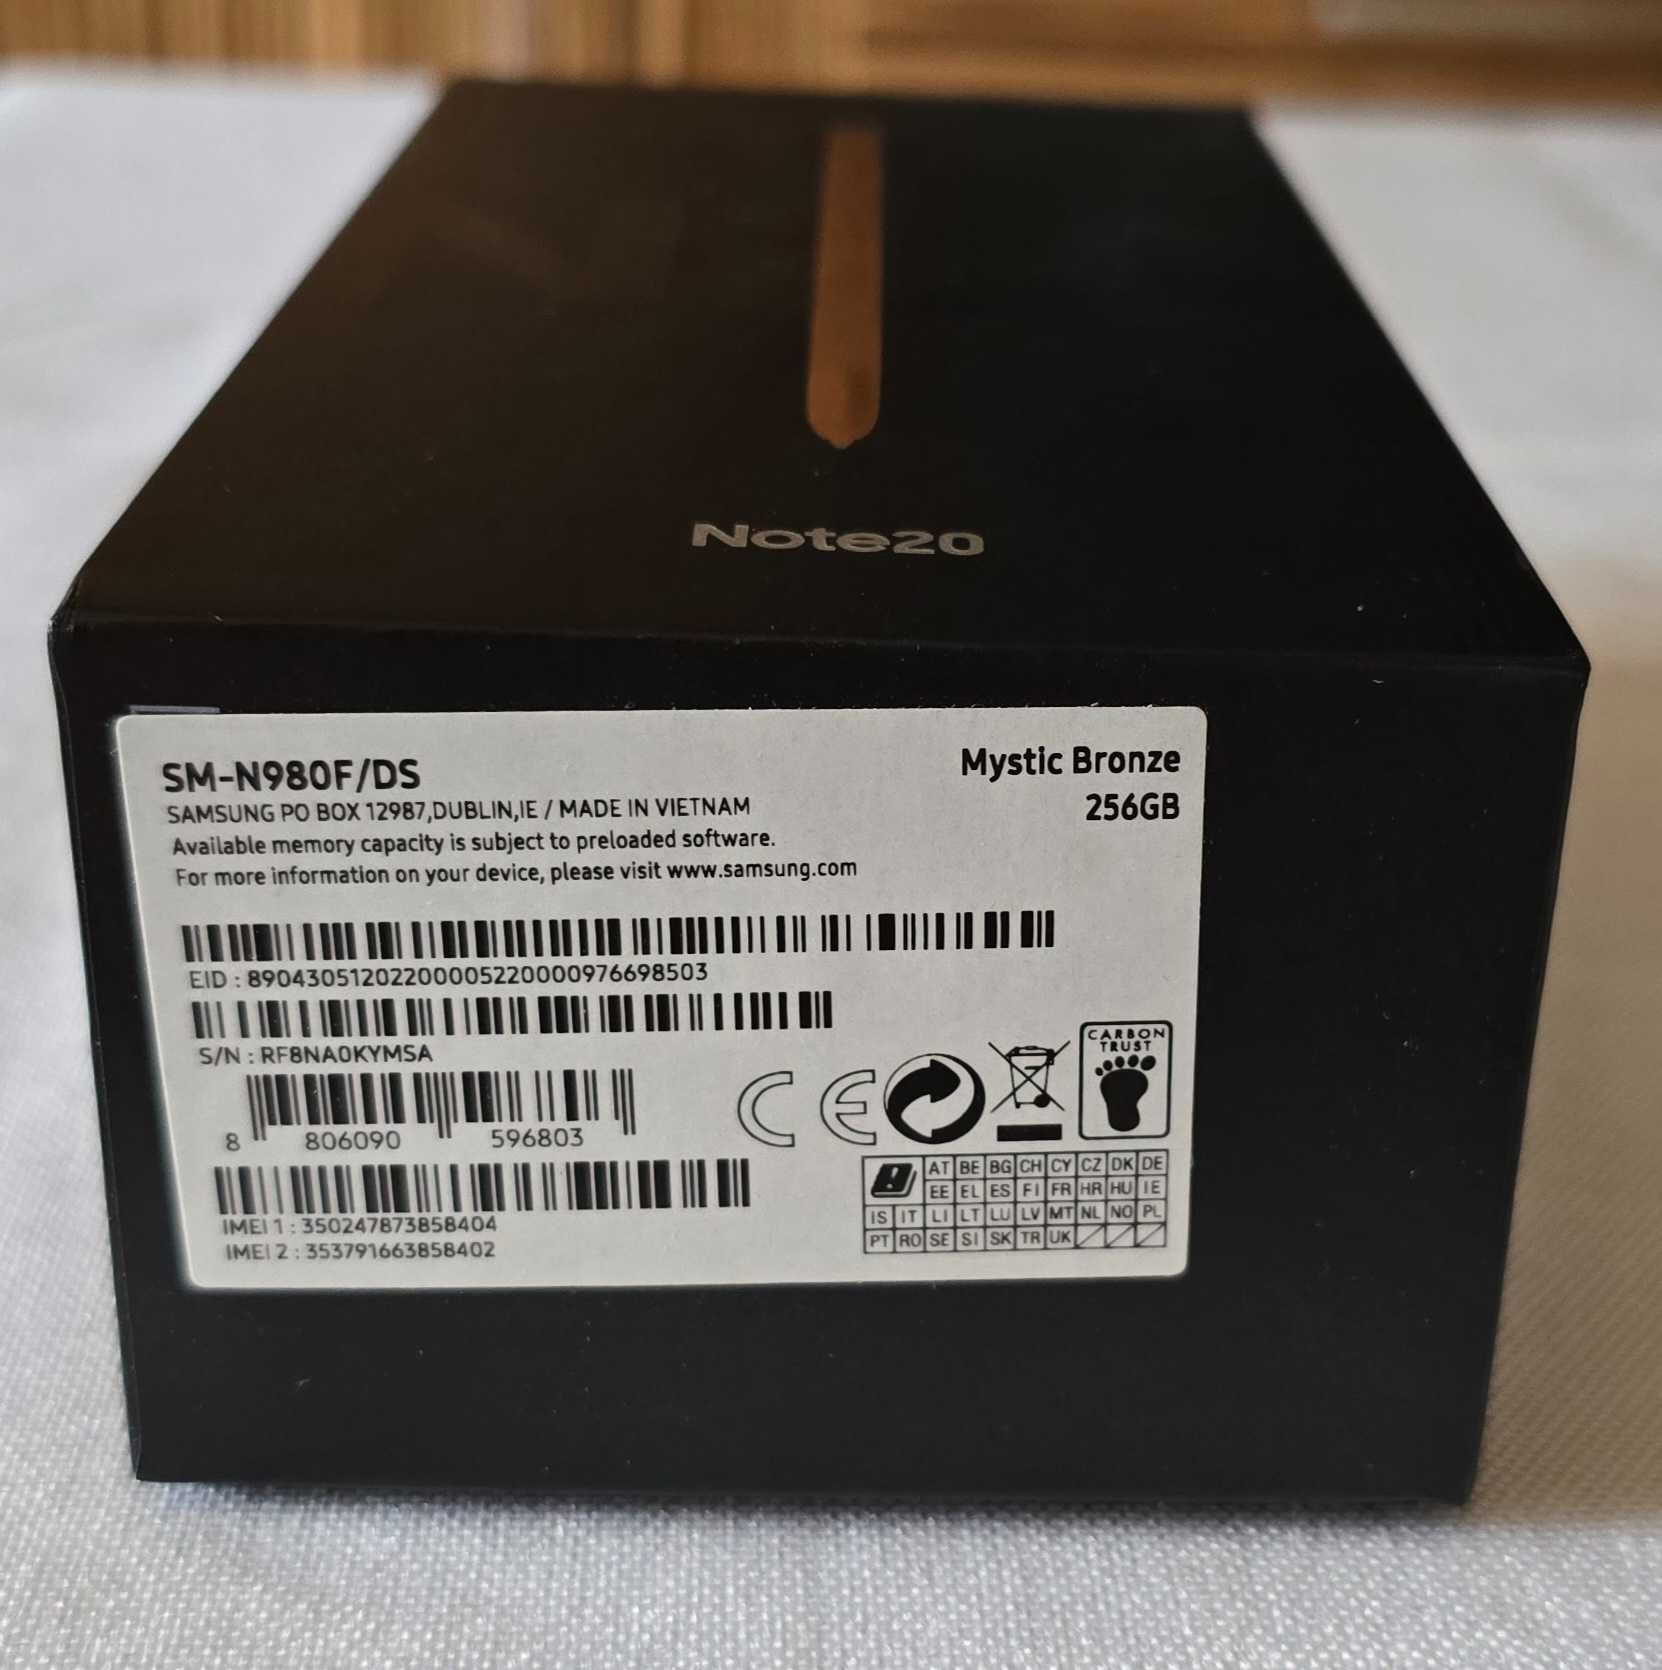 Note20
SM-N980F/DS
Mystic Bronze
256GB
SAMSUNG PO BOX 12987,DUBLIN,IE / MADE IN VIETNAM
Available memory capacity is subject to preloaded software.
For more information on your device, please visit www.samsung.com
EID : 89043051202200005220000976698503
S/N : RF8NA0KYMSA
8 806090 596803
IMEI 1 : 350247873858404
IMEI 2 : 353791663858402
CE
CARBON
TRUST
! AT BE BG CH CY CZ DK DE
EE EL ES FI FR HR HU IE
IS IT LI LT LU LV MT NL NO PL
PT RO SE SI SK TR UK